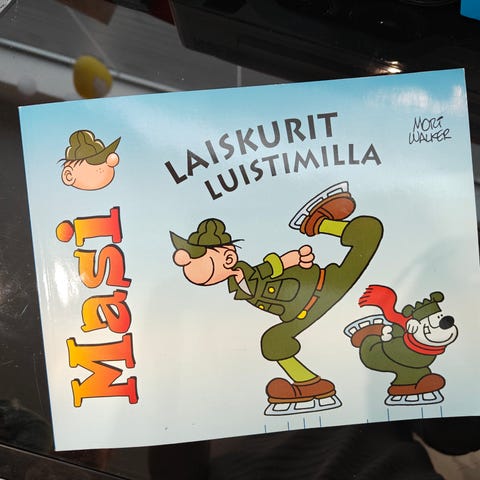 Masi
LAISKURIT
LUISTIMILLA
MORT
WALKER